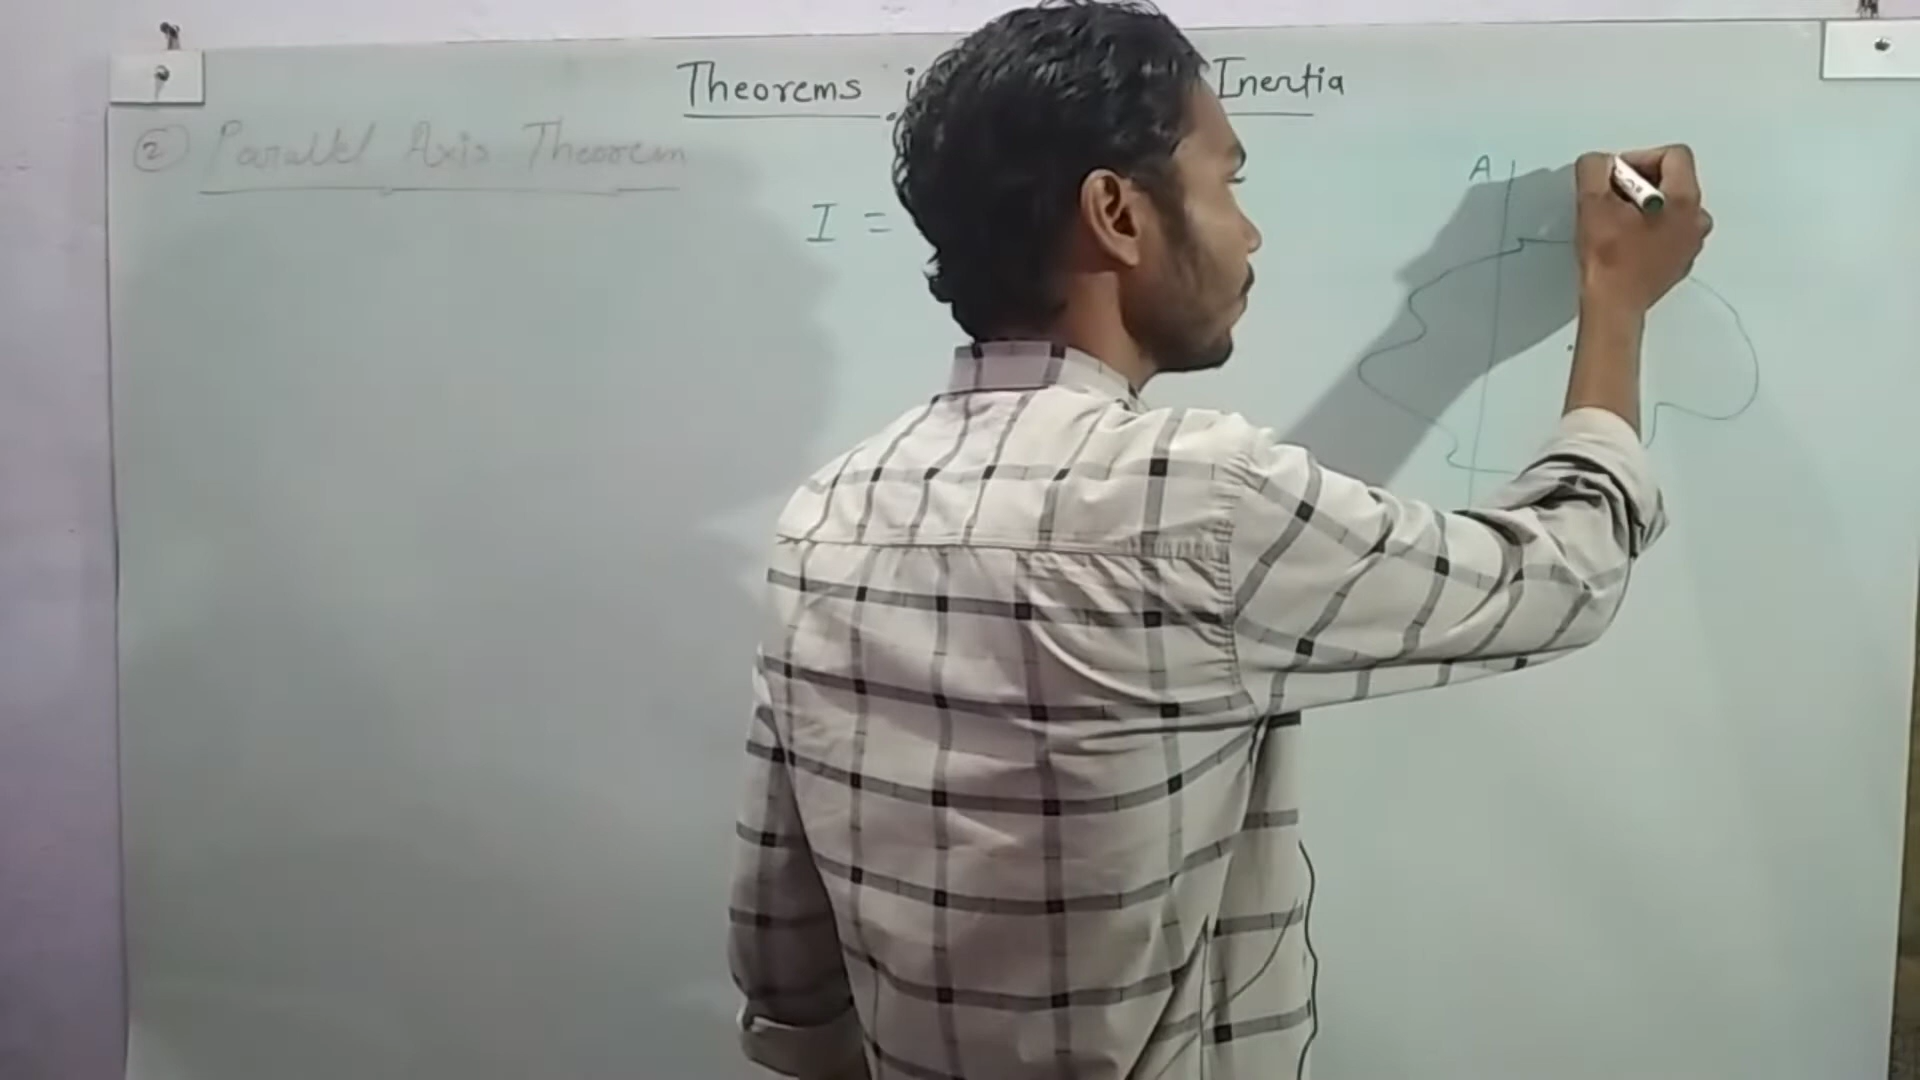 Theorems i Inertia
② Parallel Axis Theorem
I =
A